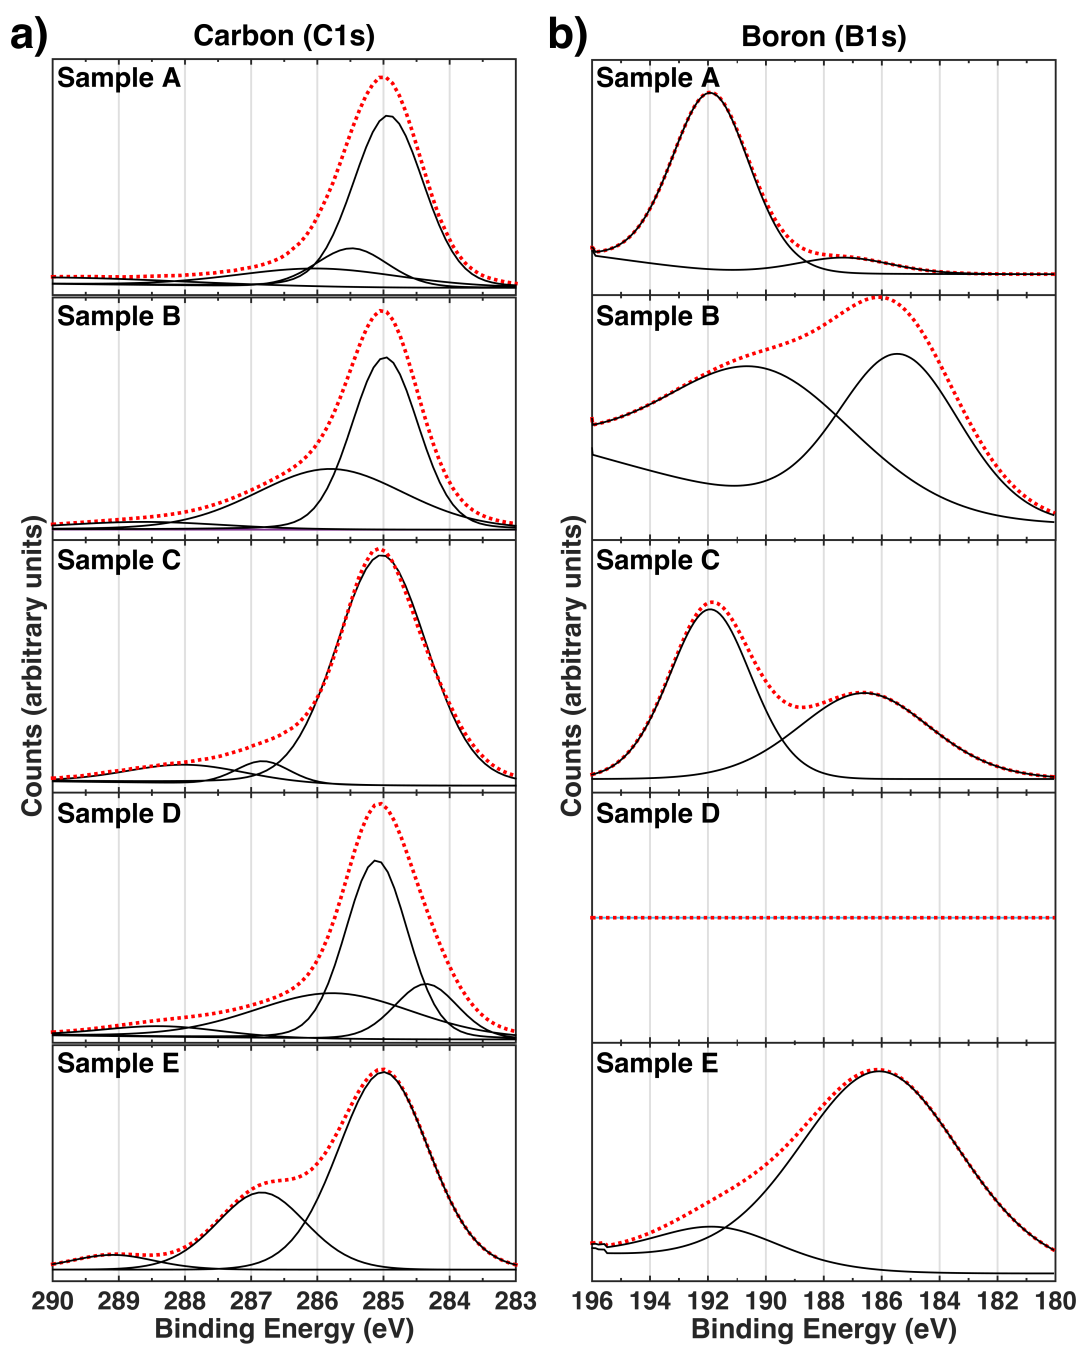 a)
Carbon (C1s)
Sample A
Sample B
Sample C
Sample D
Sample E
Counts (arbitrary units)
290 289 288 287 286 285 284 283
Binding Energy (eV)
b)
Boron (B1s)
Sample A
Sample B
Sample C
Sample D
Sample E
Counts (arbitrary units)
196 194 192 190 188 186 184 182 180
Binding Energy (eV)